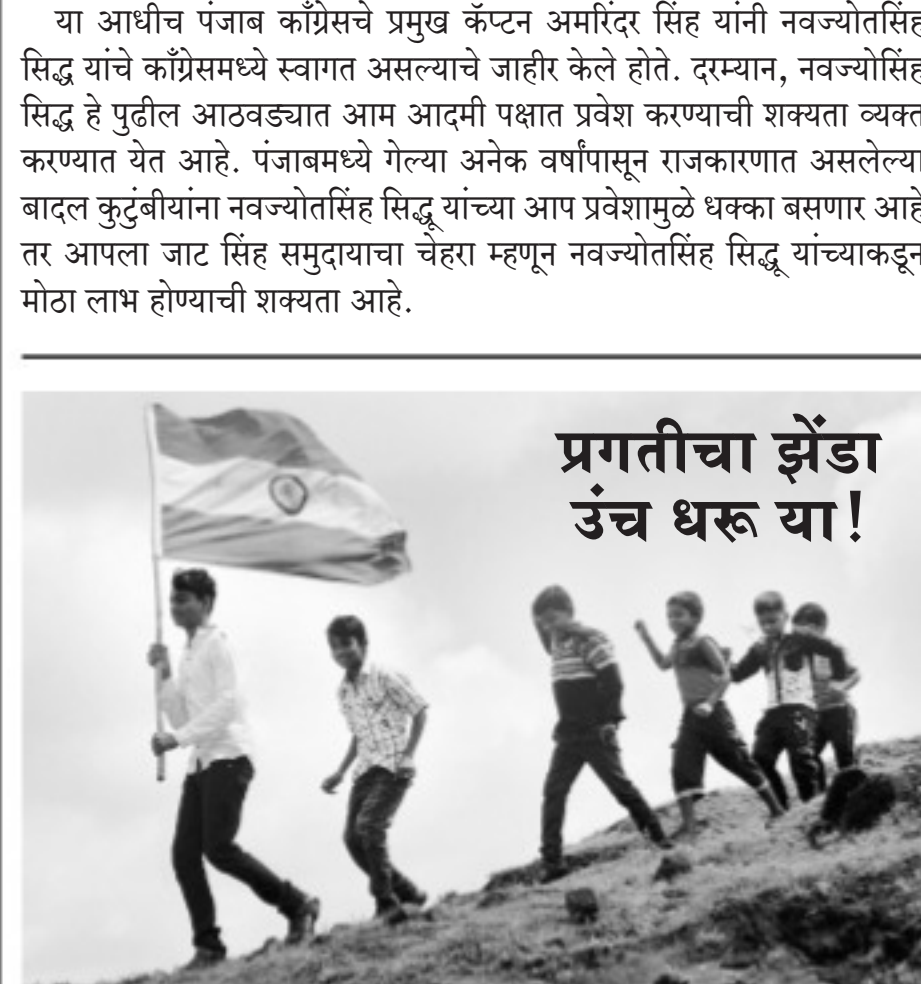 या आधीच पंजाब काँग्रेसचे प्रमुख कॅप्टन अमरिंदर सिंह यांनी नवज्योतसिंह
सिद्धू यांचे काँग्रेसमध्ये स्वागत असल्याचे जाहीर केले होते. दरम्यान, नवज्योसिंह
सिद्धू हे पुढील आठवड्यात आम आदमी पक्षात प्रवेश करण्याची शक्यता व्यक्त
करण्यात येत आहे. पंजाबमध्ये गेल्या अनेक वर्षांपासून राजकारणात असलेल्या
बादल कुटुंबीयांना नवज्योतसिंह सिद्धू यांच्या आप प्रवेशामुळे धक्का बसणार आहे
तर आपला जाट सिंह समुदायाचा चेहरा म्हणून नवज्योतसिंह सिद्धू यांच्याकडून
मोठा लाभ होण्याची शक्यता आहे.
प्रगतीचा झेंडा
उंच धरू या!